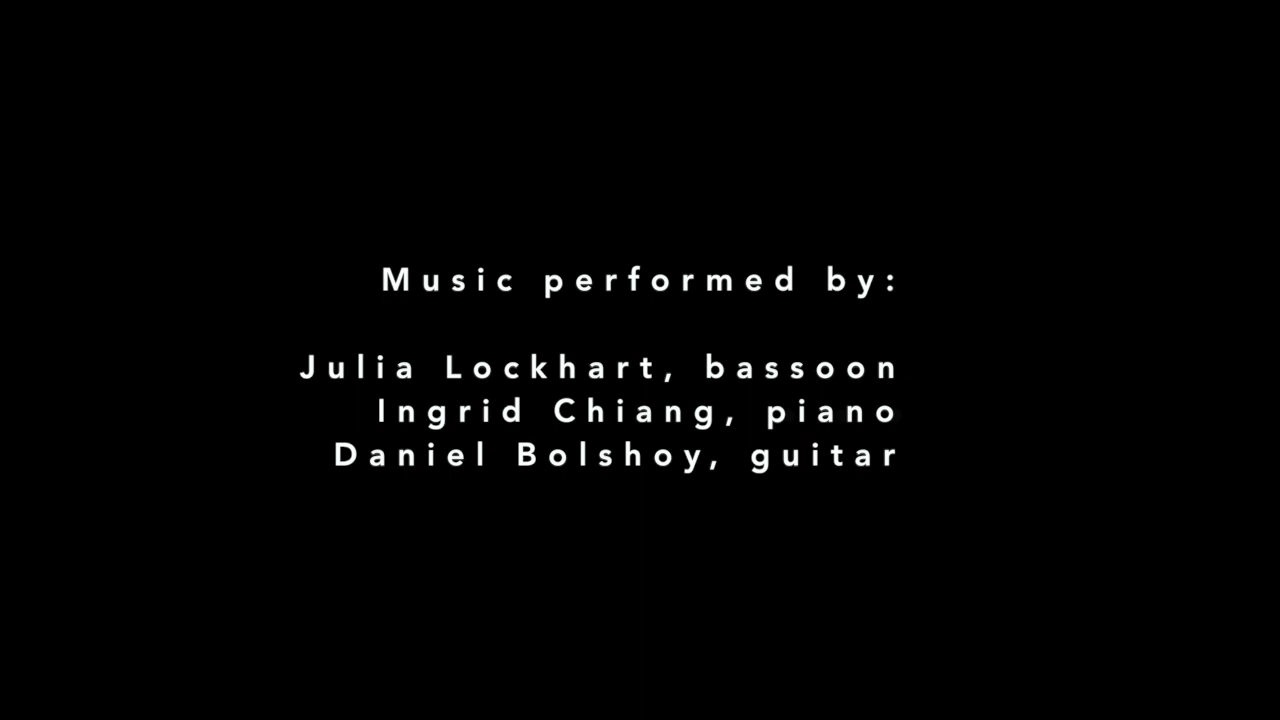 Music performed by:
Julia Lockhart, bassoon
Ingrid Chiang, piano
Daniel Bolshoy, guitar